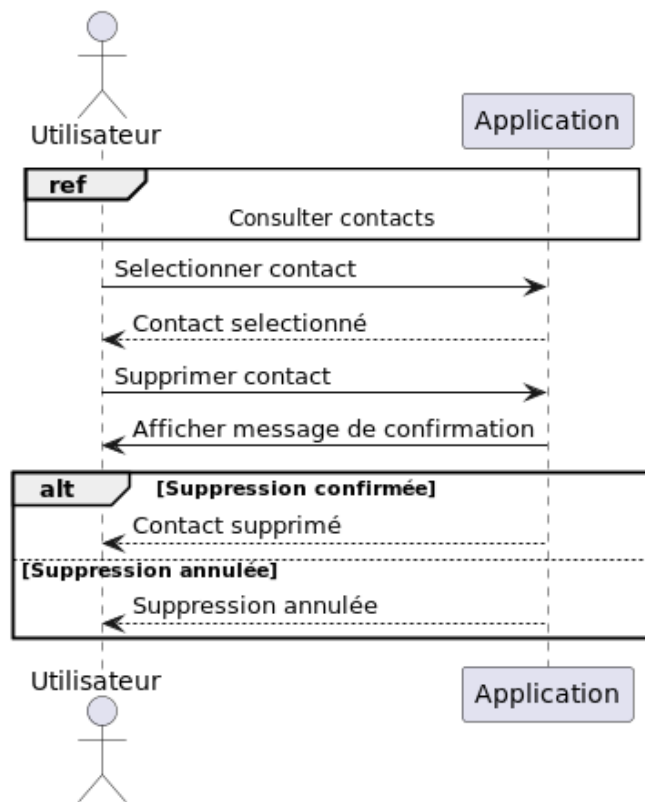 Utilisateur
Application
ref
Consulter contacts
Selectionner contact
Contact selectionné
Supprimer contact
Afficher message de confirmation
alt [Suppression confirmée]
Contact supprimé
[Suppression annulée]
Suppression annulée
Utilisateur
Application